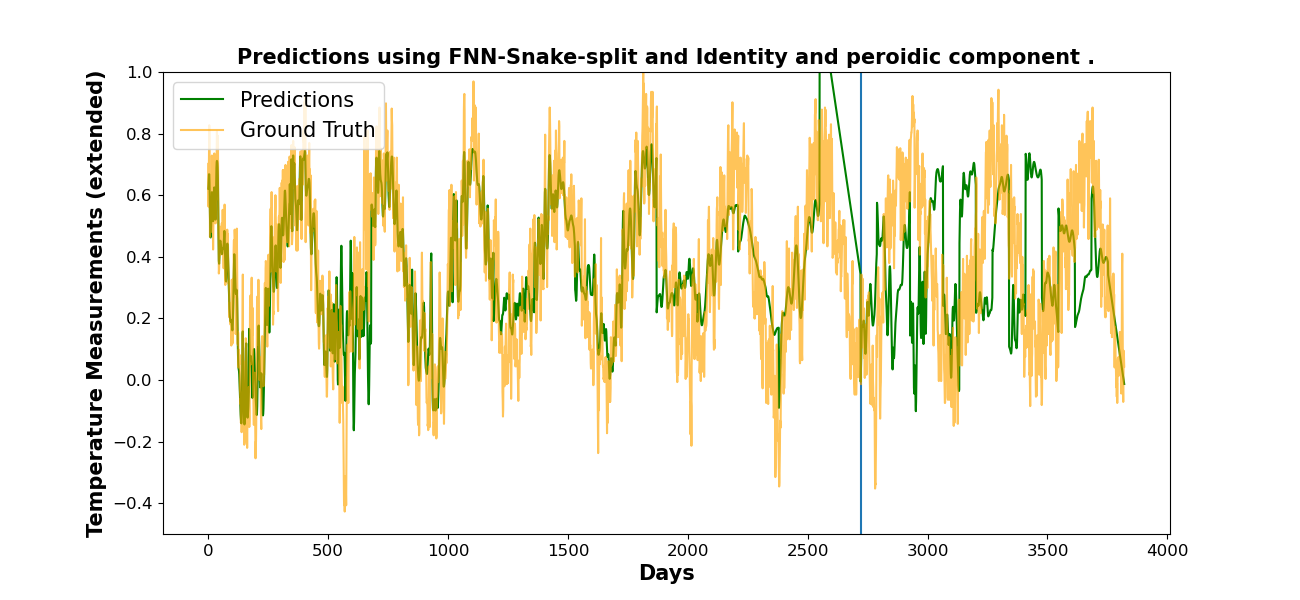 Predictions using FNN-Snake-split and Identity and peroidic component .
Temperature Measurements (extended)
1.0
0.8
0.6
0.4
0.2
0.0
−0.2
−0.4
Predictions
Ground Truth
0 500 1000 1500 2000 2500 3000 3500 4000
Days